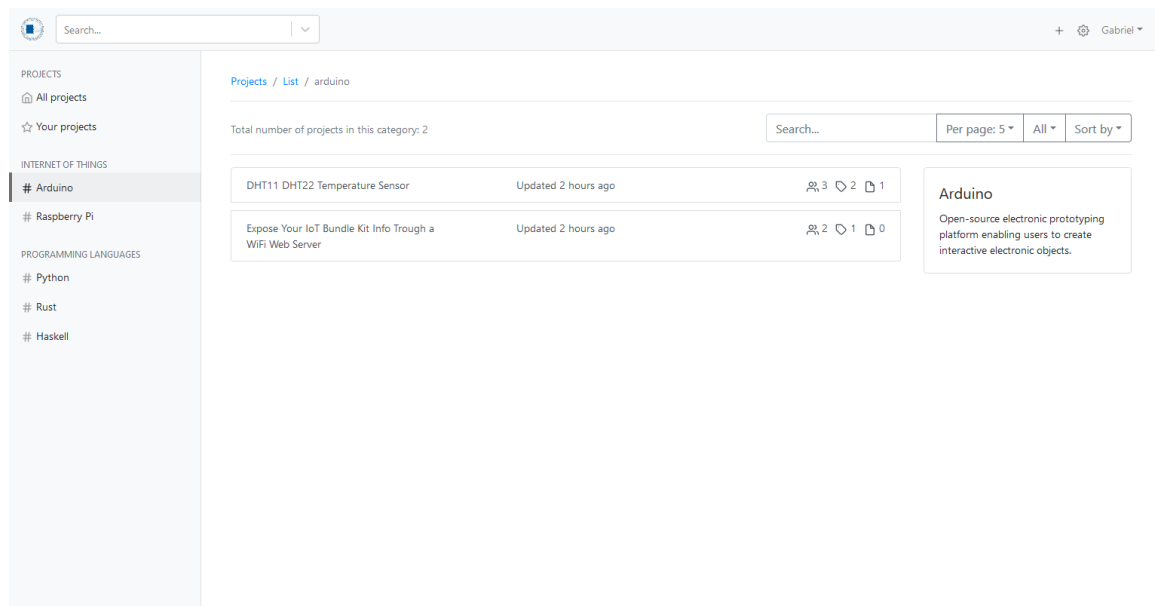 Search...
Gabriel
PROJECTS
All projects
Your projects
INTERNET OF THINGS
# Arduino
# Raspberry Pi
PROGRAMMING LANGUAGES
# Python
# Rust
# Haskell
Projects / List / arduino
Total number of projects in this category: 2
Search...
Per page: 5
All
Sort by
DHT11 DHT22 Temperature Sensor
Updated 2 hours ago
3 2 1
Expose Your IoT Bundle Kit Info Trough a
WiFi Web Server
Updated 2 hours ago
2 1 0
Arduino
Open-source electronic prototyping
platform enabling users to create
interactive electronic objects.